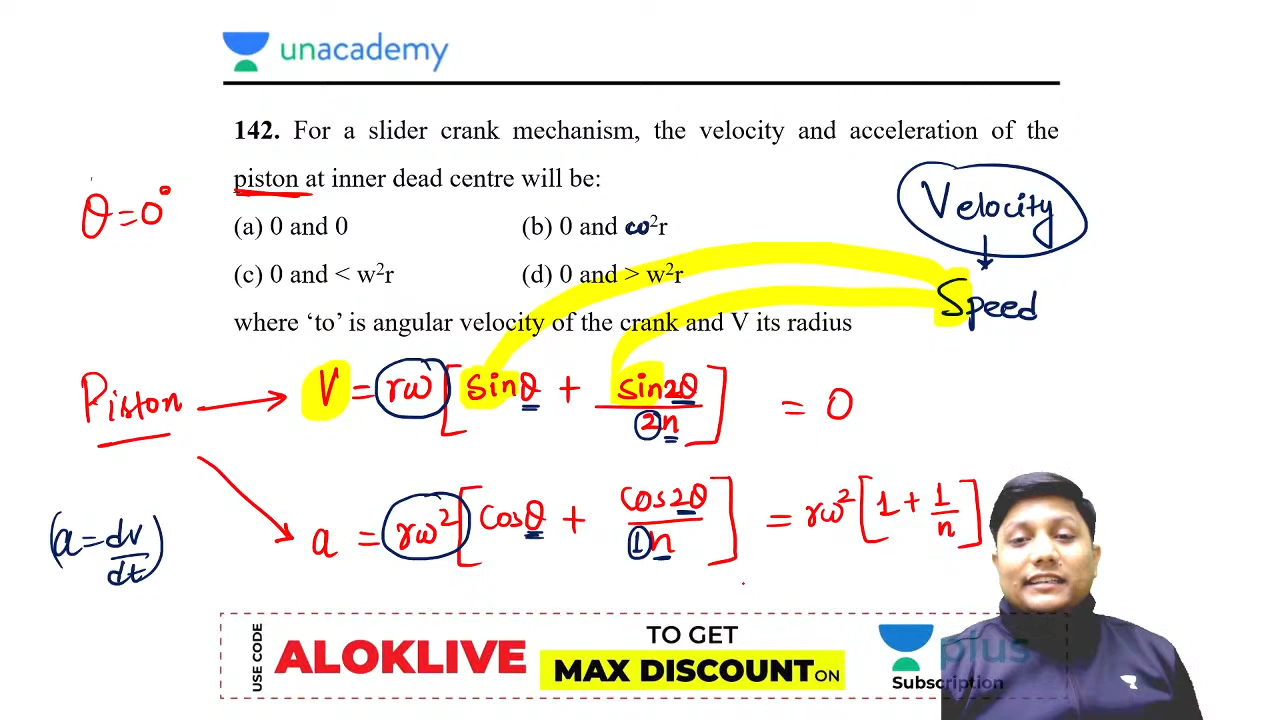 unacademy
142. For a slider crank mechanism, the velocity and acceleration of the
piston at inner dead centre will be:
(a) 0 and 0 (b) 0 and co²r
(c) 0 and < w²r (d) 0 and > w²r
where ‘to’ is angular velocity of the crank and V its radius
θ = 0°
Velocity
↓
Speed
Piston → V = rω [sinθ + sin2θ/2n] = 0
a = rω² [cosθ + cos2θ/1n] = rω² [1 + 1/n]
(a = dv/dt)
USE CODE
ALOKLIVE
TO GET
MAX DISCOUNT ON
plus
Subscription